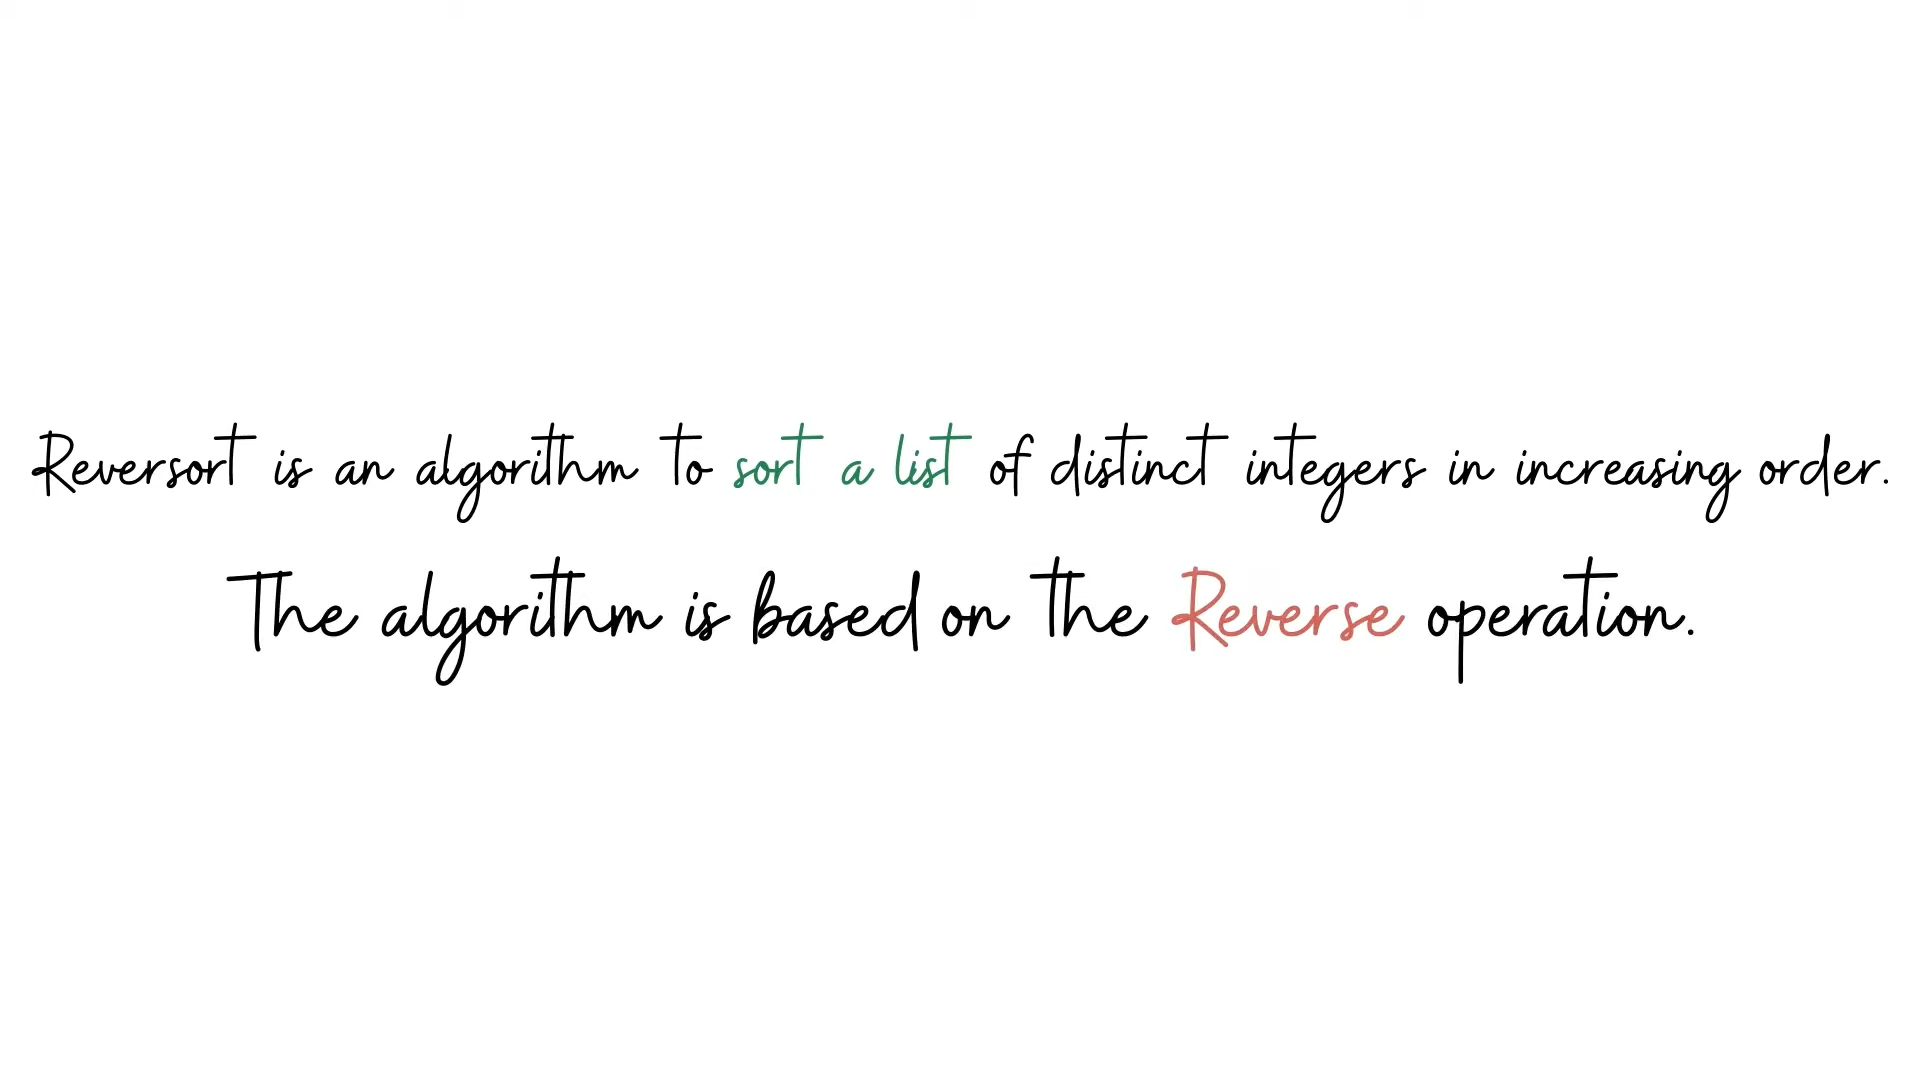 Reversort is an algorithm to sort a list of distinct integers in increasing order.
The algorithm is based on the Reverse operation.